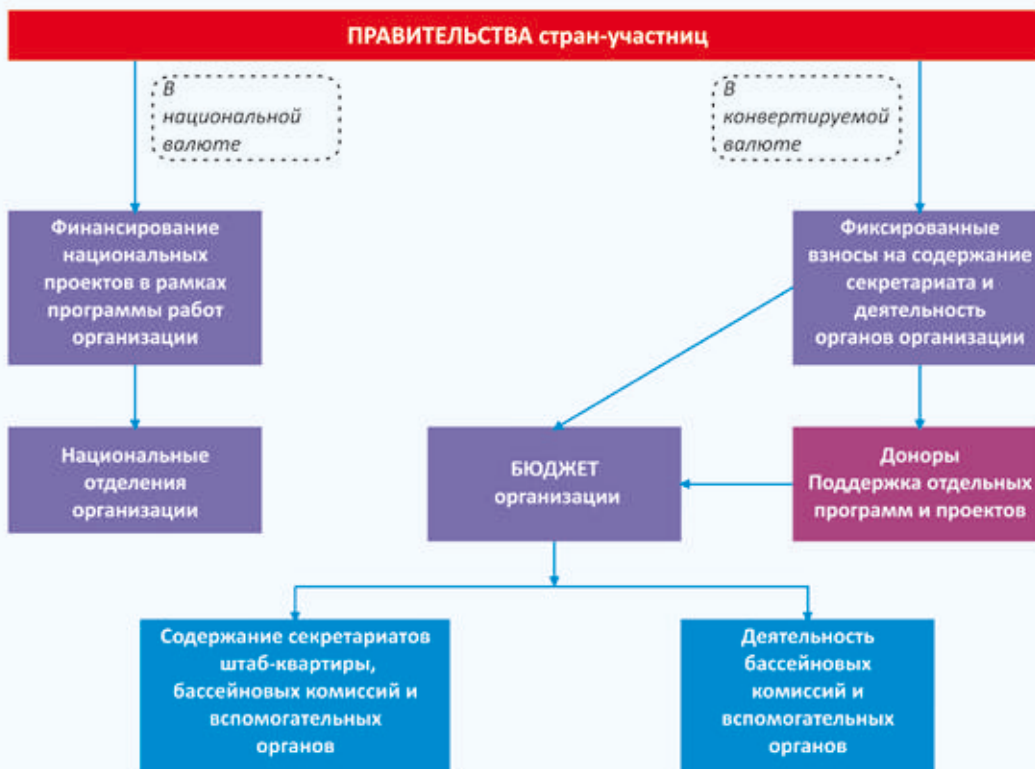 ПРАВИТЕЛЬСТВА стран-участниц
В
национальной
валюте
В
конвертируемой
валюте
Финансирование
национальных
проектов в рамках
программы работ
организации
Фиксированные
взносы на содержание
секретариата и
деятельность
органов организации
Национальные
отделения
организации
БЮДЖЕТ
организации
Доноры
Поддержка отдельных
программ и проектов
Содержание секретариатов
штаб-квартиры,
бассейновых комиссий и
вспомогательных
органов
Деятельность
бассейновых
комиссий и
вспомогательных
органов